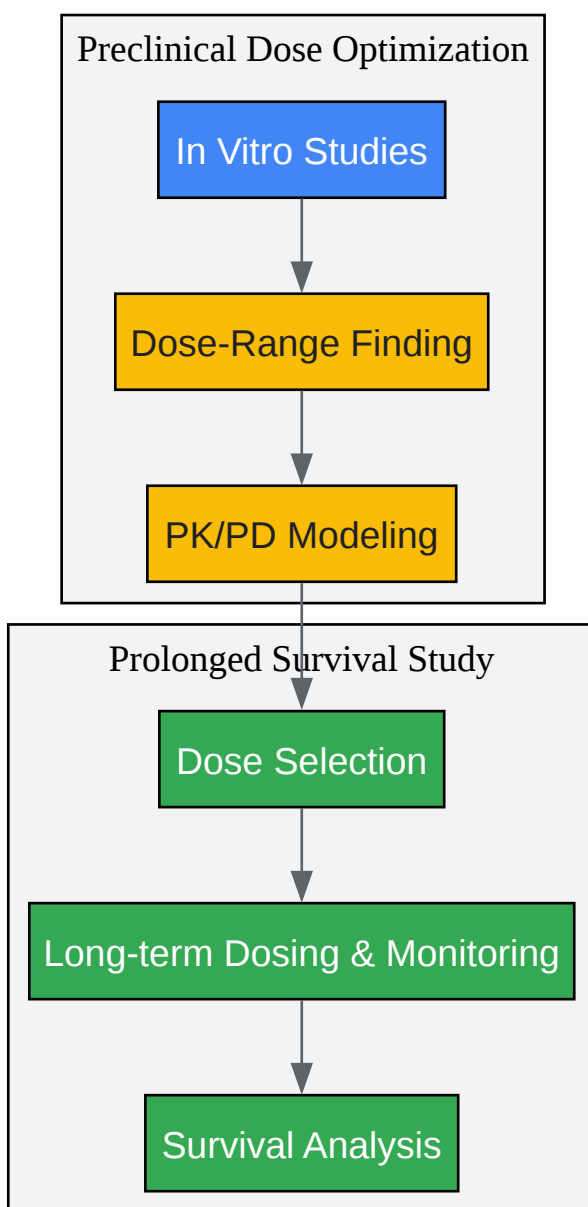 Preclinical Dose Optimization
In Vitro Studies
Dose-Range Finding
PK/PD Modeling
Prolonged Survival Study
Dose Selection
Long-term Dosing & Monitoring
Survival Analysis